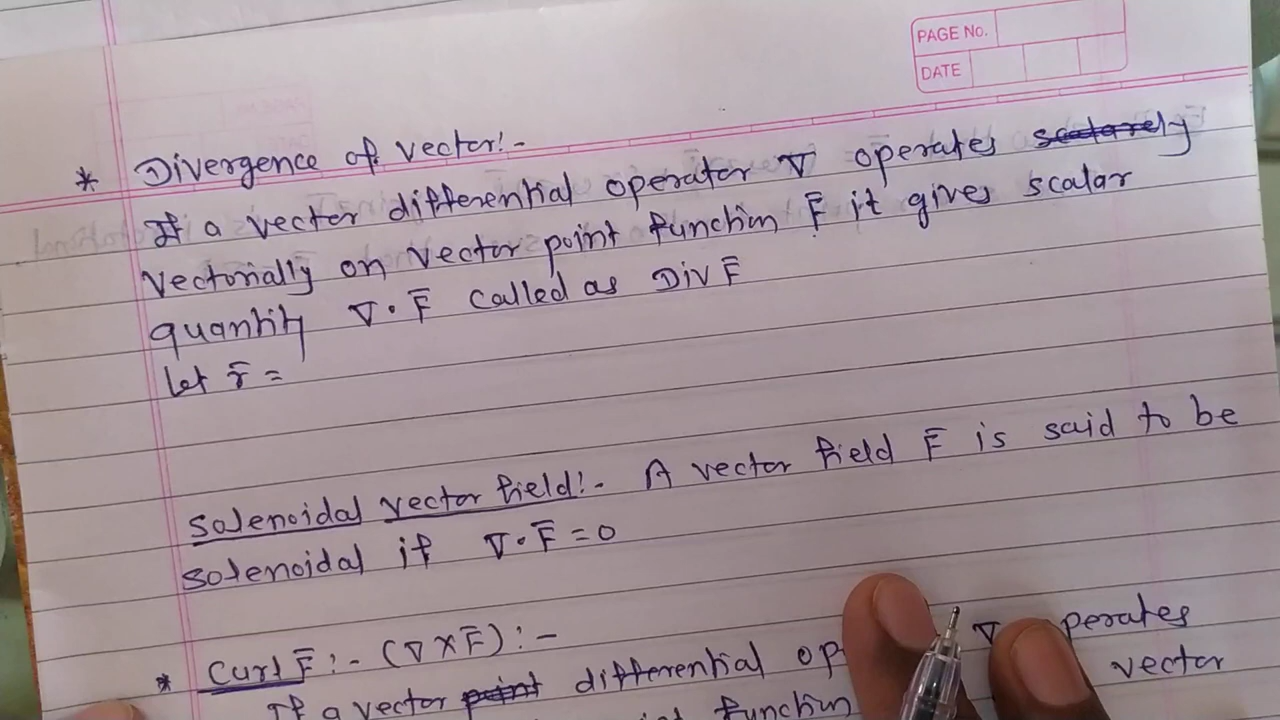 PAGE No.
DATE
* Divergence of vector:-
If a vector differential operator ∇ operates scalarely
vectorially on vector point function F̄ it gives scalar
quantity ∇·F̄ called as Div F̄
Let r̄ =
Solenoidal vector field:- A vector field F̄ is said to be
solenoidal if ∇·F̄ = 0
* Curl F̄ :- (∇×F̄) :-
If a vector point differential op ∇ perates
function vector